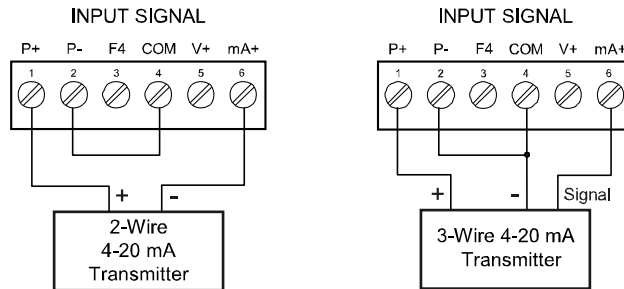 INPUT SIGNAL
P+ P- F4 COM V+ mA+
1 2 3 4 5 6
+ -
2-Wire
4-20 mA
Transmitter
INPUT SIGNAL
P+ P- F4 COM V+ mA+
1 2 3 4 5 6
+ - Signal
3-Wire 4-20 mA
Transmitter